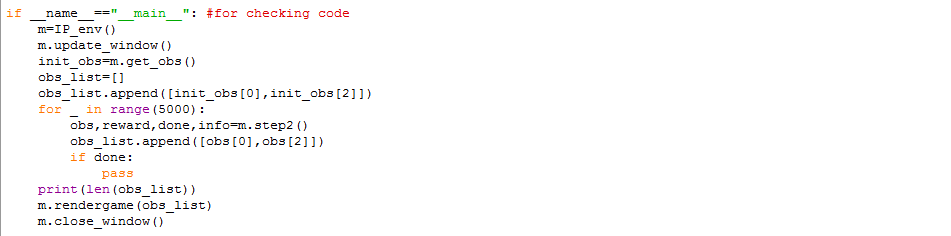 if __name__=="__main__": #for checking code
    m=IP_env()
    m.update_window()
    init_obs=m.get_obs()
    obs_list=[]
    obs_list.append([init_obs[0],init_obs[2]])
    for _ in range(5000):
        obs,reward,done,info=m.step2()
        obs_list.append([obs[0],obs[2]])
        if done:
            pass
    print(len(obs_list))
    m.rendergame(obs_list)
    m.close_window()